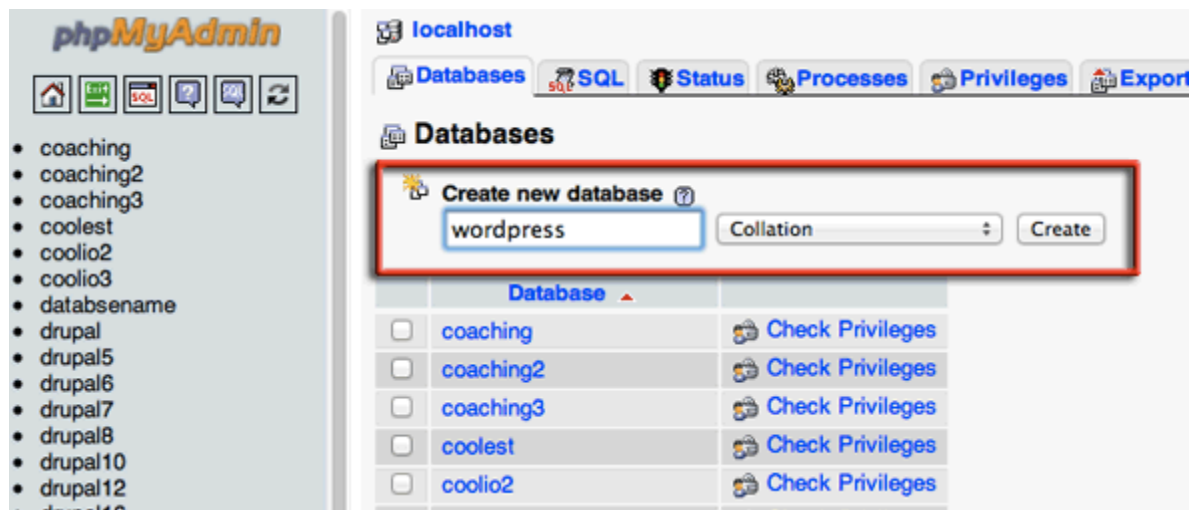 phpMyAdmin
SQL
SQL
coaching
coaching2
coaching3
coolest
coolio2
coolio3
databsename
drupal
drupal5
drupal6
drupal7
drupal8
drupal10
drupal12
localhost
Databases SQL Status Processes Privileges Export
Databases
Create new database
wordpress Collation Create
Database
coaching Check Privileges
coaching2 Check Privileges
coaching3 Check Privileges
coolest Check Privileges
coolio2 Check Privileges